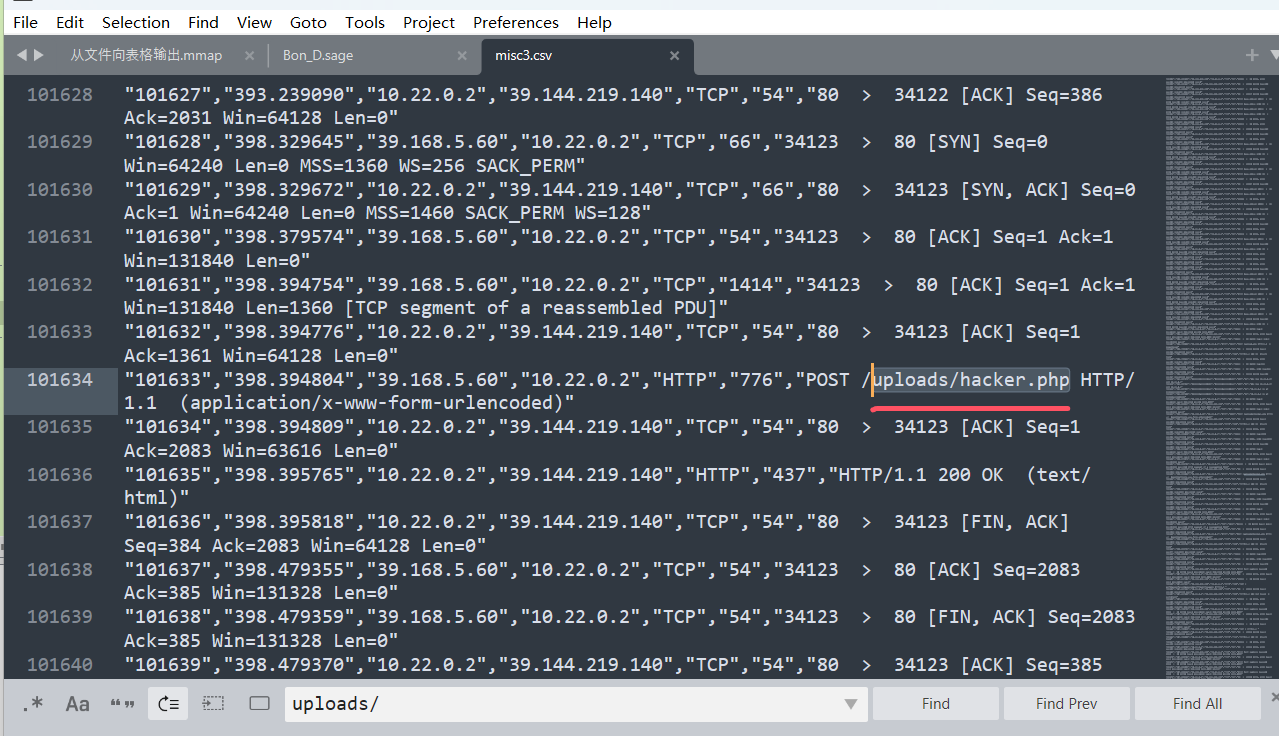 File Edit Selection Find View Goto Tools Project Preferences Help
从文件向表格输出.mmap × Bon_D.sage × misc3.csv × +
101628 "101627","393.239090","10.22.0.2","39.144.219.140","TCP","54","80 > 34122 [ACK] Seq=386
Ack=2031 Win=64128 Len=0"
101629 "101628","398.329645","39.168.5.60","10.22.0.2","TCP","66","34123 > 80 [SYN] Seq=0
Win=64240 Len=0 MSS=1360 WS=256 SACK_PERM"
101630 "101629","398.329672","10.22.0.2","39.144.219.140","TCP","66","80 > 34123 [SYN, ACK] Seq=0
Ack=1 Win=64240 Len=0 MSS=1460 SACK_PERM WS=128"
101631 "101630","398.379574","39.168.5.60","10.22.0.2","TCP","54","34123 > 80 [ACK] Seq=1 Ack=1
Win=131840 Len=0"
101632 "101631","398.394754","39.168.5.60","10.22.0.2","TCP","1414","34123 > 80 [ACK] Seq=1 Ack=1
Win=131840 Len=1360 [TCP segment of a reassembled PDU]"
101633 "101632","398.394776","10.22.0.2","39.144.219.140","TCP","54","80 > 34123 [ACK] Seq=1
Ack=1361 Win=64128 Len=0"
101634 "101633","398.394804","39.168.5.60","10.22.0.2","HTTP","776","POST /uploads/hacker.php HTTP/
1.1 (application/x-www-form-urlencoded)"
101635 "101634","398.394809","10.22.0.2","39.144.219.140","TCP","54","80 > 34123 [ACK] Seq=1
Ack=2083 Win=63616 Len=0"
101636 "101635","398.395765","10.22.0.2","39.144.219.140","HTTP","437","HTTP/1.1 200 OK (text/
html)"
101637 "101636","398.395818","10.22.0.2","39.144.219.140","TCP","54","80 > 34123 [FIN, ACK]
Seq=384 Ack=2083 Win=64128 Len=0"
101638 "101637","398.479355","39.168.5.60","10.22.0.2","TCP","54","34123 > 80 [ACK] Seq=2083
Ack=385 Win=131328 Len=0"
101639 "101638","398.479359","39.168.5.60","10.22.0.2","TCP","54","34123 > 80 [FIN, ACK] Seq=2083
Ack=385 Win=131328 Len=0"
101640 "101639","398.479370","10.22.0.2","39.144.219.140","TCP","54","80 > 34123 [ACK] Seq=385
.* Aa “” uploads/ Find Find Prev Find All ×